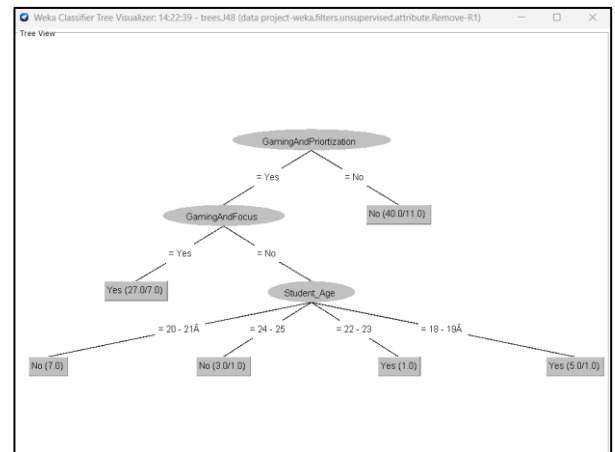 Weka Classifier Tree Visualizer: 14:22:39 - trees.J48 (data project-weka.filters.unsupervised.attribute.Remove-R1)
Tree View
GamingAndPriortization
= Yes
= No
GamingAndFocus
No (40.0/11.0)
= Yes
= No
Yes (27.0/7.0)
Student_Age
= 20 - 21Â
= 24 - 25
= 22 - 23
= 18 - 19Â
No (7.0)
No (3.0/1.0)
Yes (1.0)
Yes (5.0/1.0)